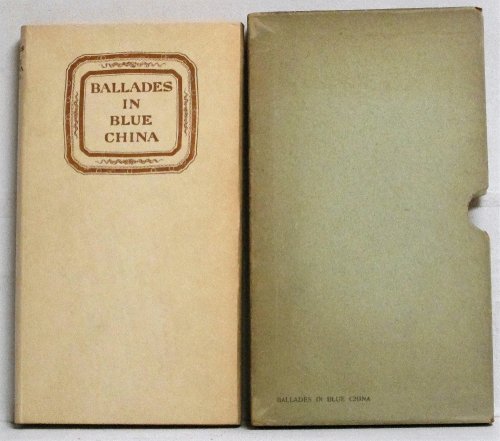 BALLADES
IN
BLUE
CHINA
BALLADES IN BLUE CHINA